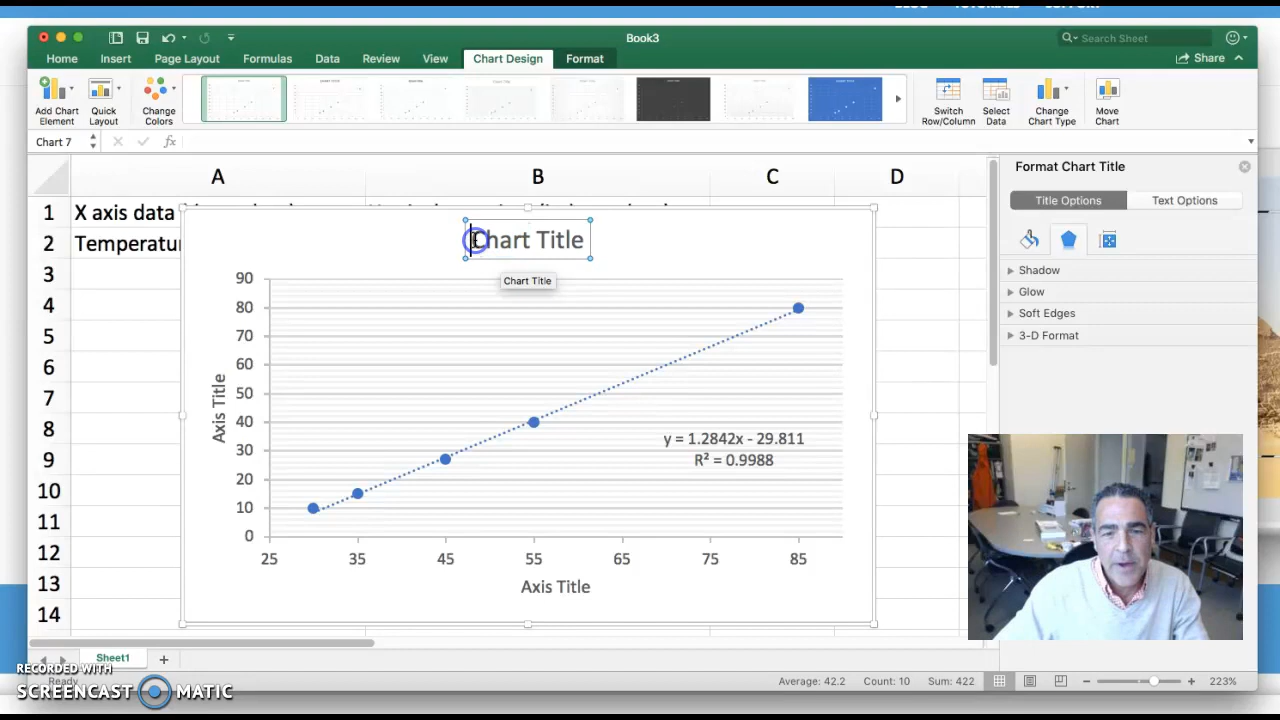 Book3
Search Sheet
Home Insert Page Layout Formulas Data Review View Chart Design Format
Share
Add Chart Element
Quick Layout
Change Colors
Switch Row/Column
Select Data
Change Chart Type
Move Chart
Chart 7
fx
Format Chart Title
Title Options Text Options
Shadow
Glow
Soft Edges
3-D Format
A B C D
1 X axis data
2 Temperatur
3
4
5
6
7
8
9
10
11
12
13
14
Chart Title
Chart Title
90
80
70
60
50
40
30
20
10
0
Axis Title
y = 1.2842x - 29.811
R² = 0.9988
25 35 45 55 65 75 85
Axis Title
Sheet1
Ready
Average: 42.2 Count: 10 Sum: 422
223%
RECORDED WITH
SCREENCAST MATIC